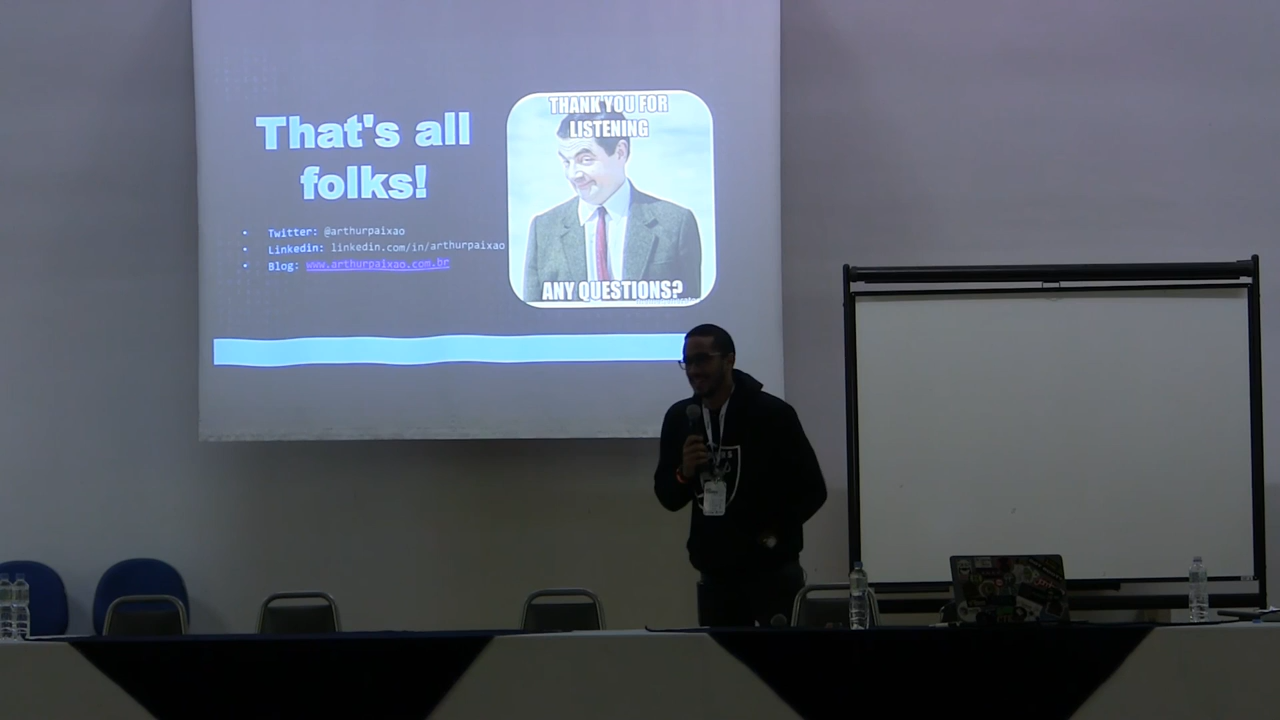 That's all
folks!
• Twitter: @arthurpaixao
• Linkedin: linkedin.com/in/arthurpaixao
• Blog: www.arthurpaixao.com.br
THANK YOU FOR
LISTENING
ANY QUESTIONS?